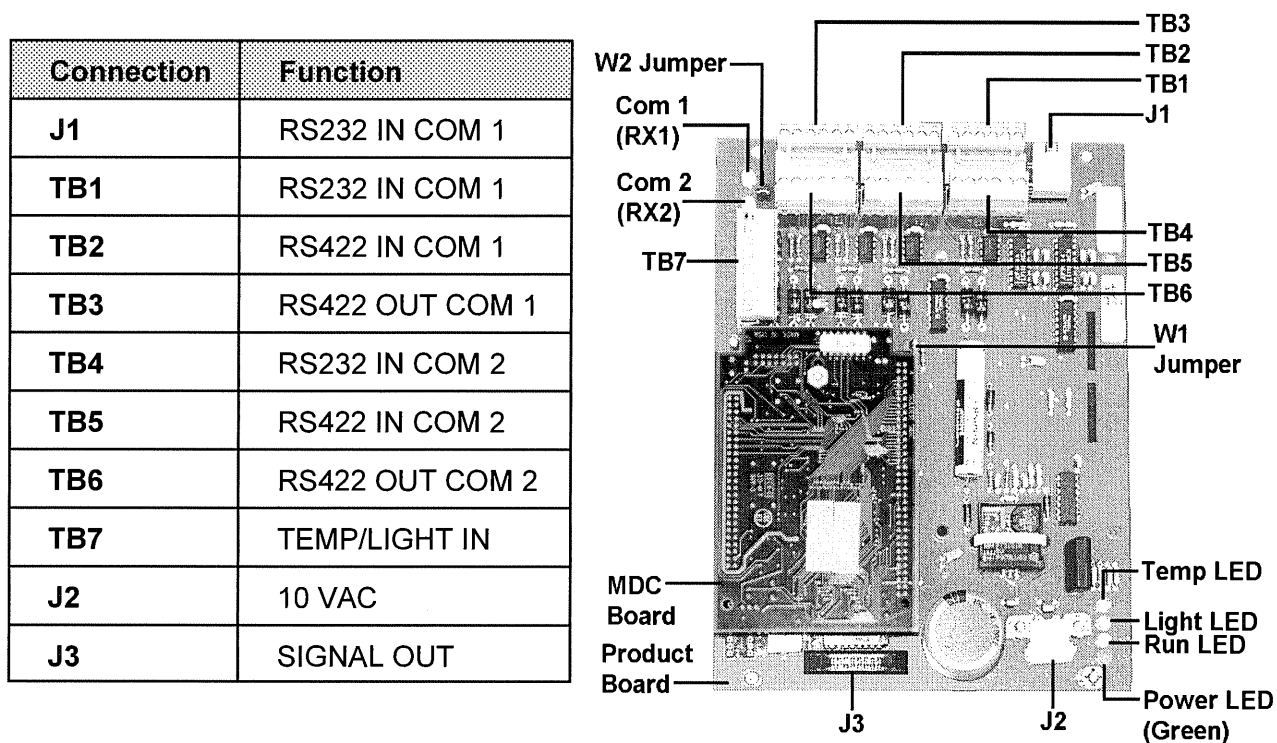 Connection Function
J1 RS232 IN COM 1
TB1 RS232 IN COM 1
TB2 RS422 IN COM 1
TB3 RS422 OUT COM 1
TB4 RS232 IN COM 2
TB5 RS422 IN COM 2
TB6 RS422 OUT COM 2
TB7 TEMP/LIGHT IN
J2 10 VAC
J3 SIGNAL OUT
TB3
TB2
TB1
J1
W2 Jumper
Com 1
(RX1)
Com 2
(RX2)
TB7
TB4
TB5
TB6
W1
Jumper
MDC
Board
Product
Board
Temp LED
Light LED
Run LED
Power LED
(Green)
J3
J2